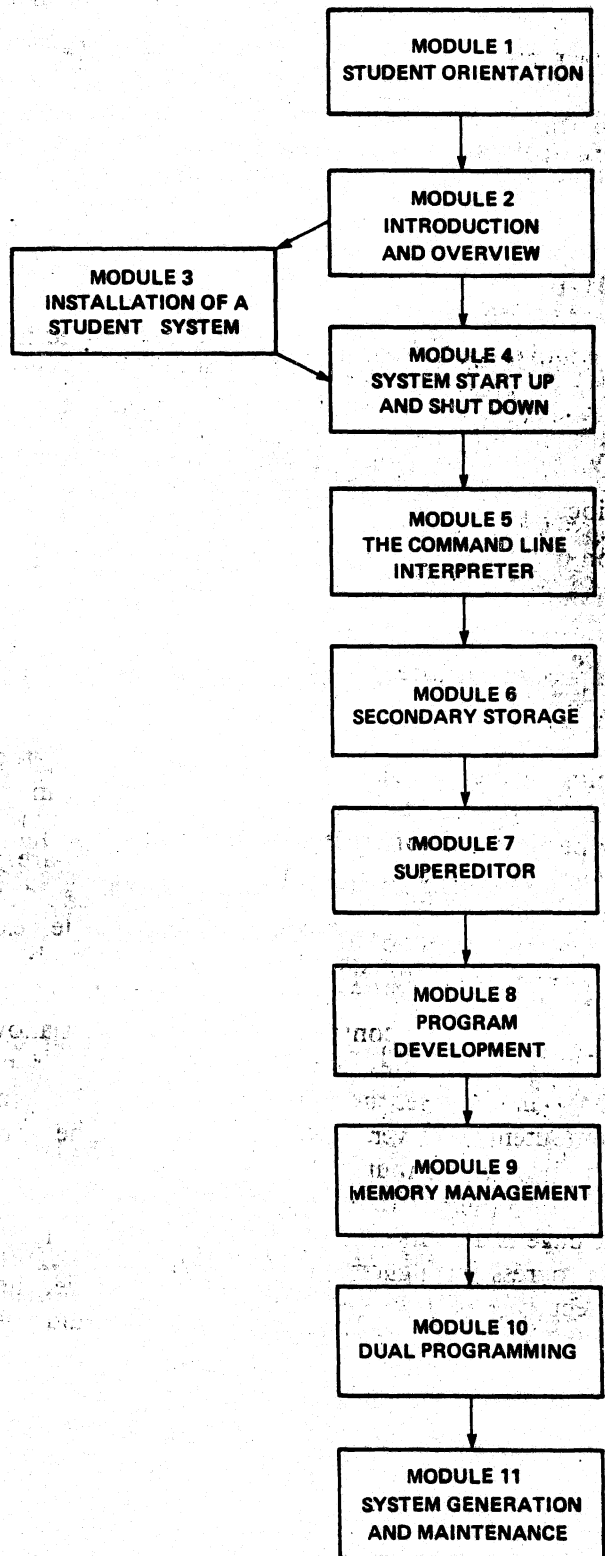 MODULE 1
STUDENT ORIENTATION
MODULE 2
INTRODUCTION
AND OVERVIEW
MODULE 3
INSTALLATION OF A
STUDENT SYSTEM
MODULE 4
SYSTEM START UP
AND SHUT DOWN
MODULE 5
THE COMMAND LINE
INTERPRETER
MODULE 6
SECONDARY STORAGE
MODULE 7
SUPEREDITOR
MODULE 8
PROGRAM
DEVELOPMENT
MODULE 9
MEMORY MANAGEMENT
MODULE 10
DUAL PROGRAMMING
MODULE 11
SYSTEM GENERATION
AND MAINTENANCE